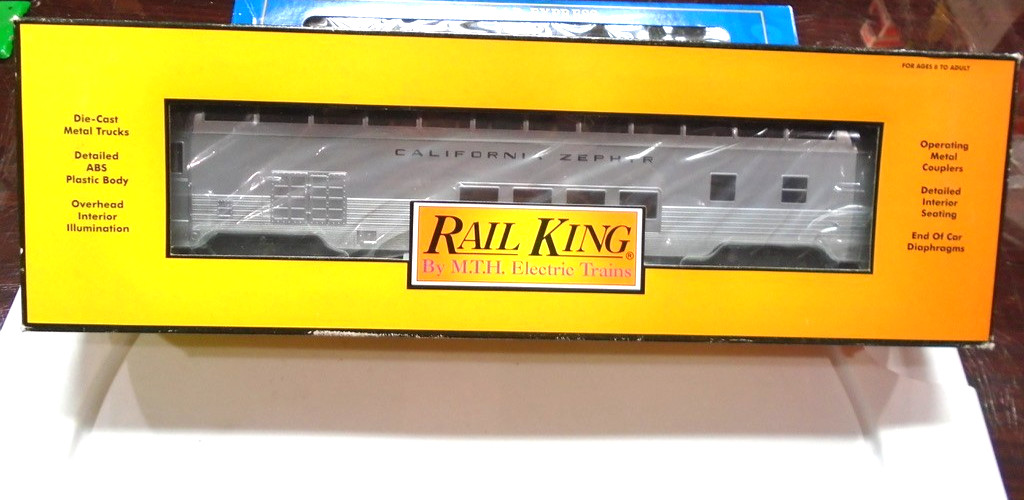 FOR AGES 6 TO ADULT
Die-Cast
Metal Trucks
Detailed
ABS
Plastic Body
Overhead
Interior
Illumination
CALIFORNIA ZEPHYR
Operating
Metal
Couplers
Detailed
Interior
Seating
End Of Car
Diaphragms
RAIL KING®
By M.T.H. Electric Trains